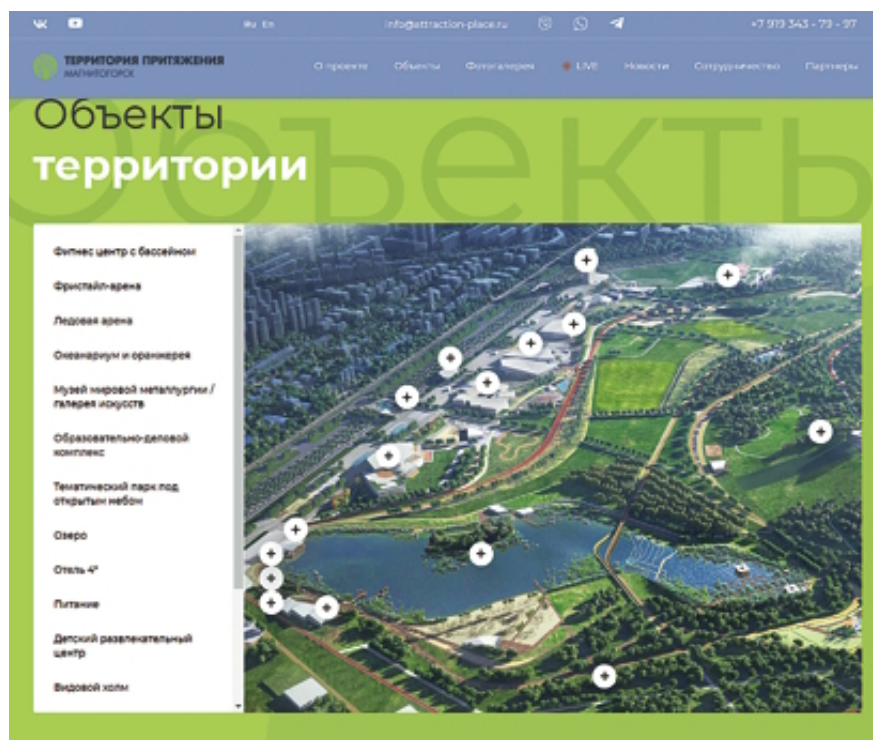 Ru En
info@attraction-place.ru
+7 919 343 - 79 - 97
ТЕРРИТОРИЯ ПРИТЯЖЕНИЯ
МАГНИТОГОРСК
О проекте Объекты Фотогалерея LIVE Новости Сотрудничество Партнеры
Объекты
территории
Объекты
Фитнес центр с бассейном
Фристайл-арена
Ледовая арена
Океанариум и оранжерея
Музей мировой металлургии /
галерея искусств
Образовательно-деловой
комплекс
Тематический парк под
открытым небом
Озеро
Отель 4*
Питание
Детский развлекательный
центр
Видовой холм